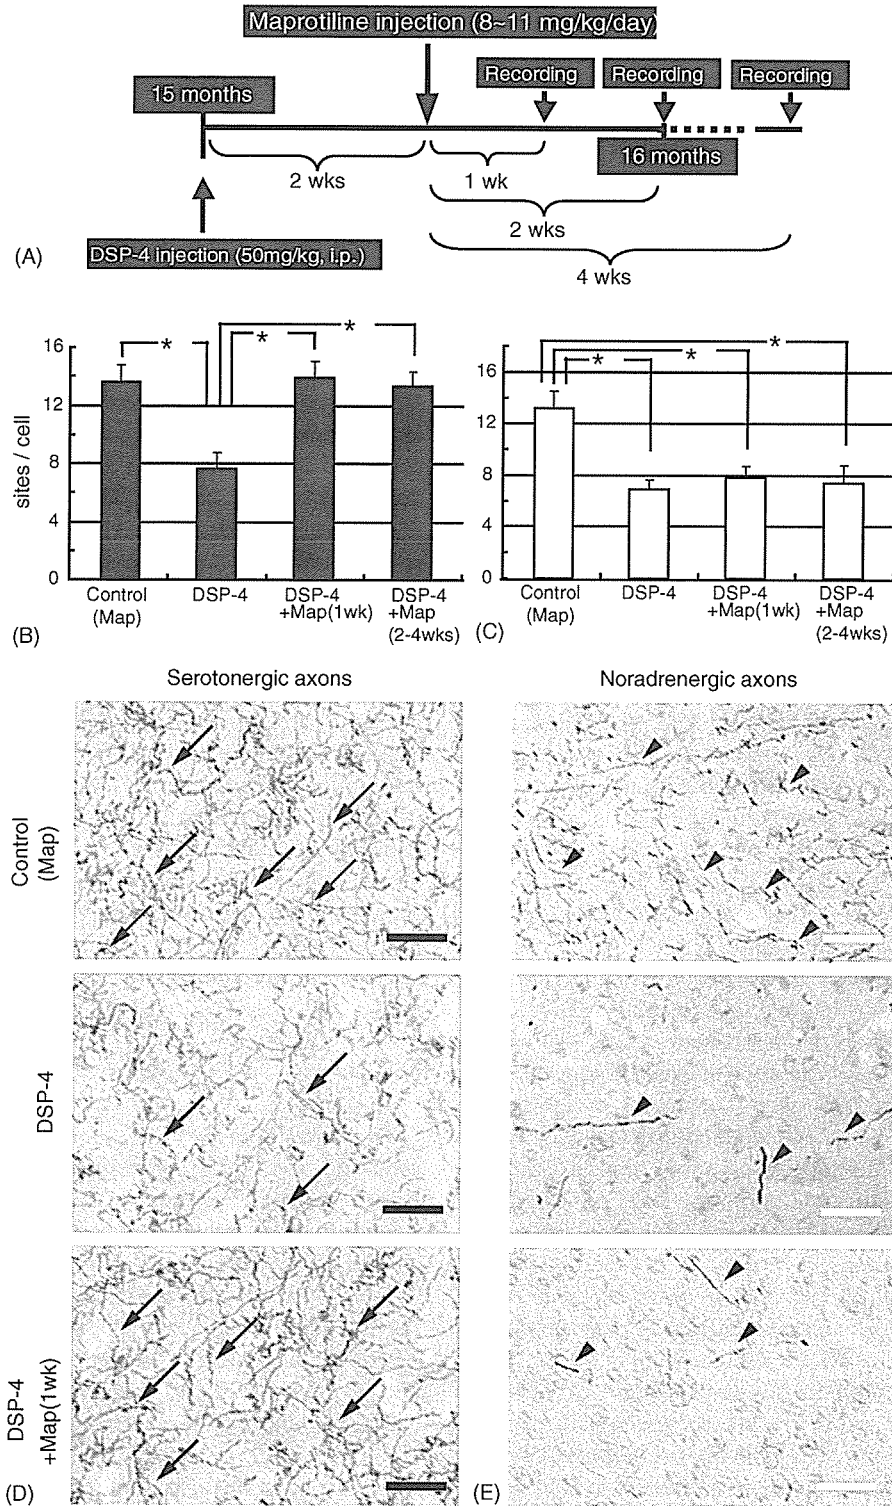 Maprotiline injection (8~11 mg/kg/day)
Recording
Recording
Recording
15 months
16 months
2 wks
1 wk
2 wks
4 wks
DSP-4 injection (50mg/kg, i.p.)
(A)
16
12
8
4
0
sites / cell
*
*
*
Control
(Map)
DSP-4
DSP-4
+Map(1wk)
DSP-4
+Map
(2-4wks)
(B)
16
12
8
4
0
*
*
*
Control
(Map)
DSP-4
DSP-4
+Map(1wk)
DSP-4
+Map
(2-4wks)
(C)
Serotonergic axons
Noradrenergic axons
Control
(Map)
DSP-4
DSP-4
+Map(1wk)
(D)
(E)